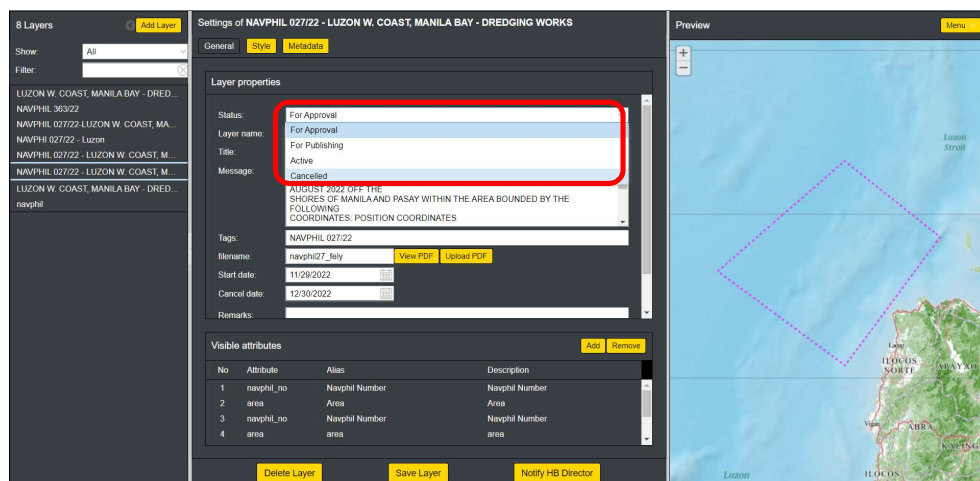 8 Layers
Add Layer
Show:
All
Filter:
LUZON W. COAST, MANILA BAY - DRED...
NAVPHIL 363/22
NAVPHIL 027/22-LUZON W. COAST, MA...
NAVPHI 027/22 - Luzon
NAVPHIL 027/22 - LUZON W. COAST, M...
NAVPHIL 027/22 - LUZON W. COAST, M...
LUZON W. COAST, MANILA BAY - DRED...
navphil
Settings of NAVPHIL 027/22 - LUZON W. COAST, MANILA BAY - DREDGING WORKS
General Style Metadata
Layer properties
Status: For Approval
For Approval
For Publishing
Active
Cancelled
Layer name:
Title:
Message:
AUGUST 2022 OFF THE
SHORES OF MANILA AND PASAY WITHIN THE AREA BOUNDED BY THE
FOLLOWING
COORDINATES: POSITION COORDINATES
Tags: NAVPHIL 027/22
filename: navphil27_fely View PDF Upload PDF
Start date: 11/29/2022
Cancel date: 12/30/2022
Remarks:
Visible attributes
Add Remove
No Attribute Alias Description
1 navphil_no Navphil Number Navphil Number
2 area Area Area
3 navphil_no Navphil Number Navphil Number
4 area area area
Delete Layer Save Layer Notify HB Director
Preview
Menu
+
−
Luzon
Strait
Laoag
ILOCOS
NORTE
APAYAO
Vigan
ABRA
KALING
Luzon
ILOCOS